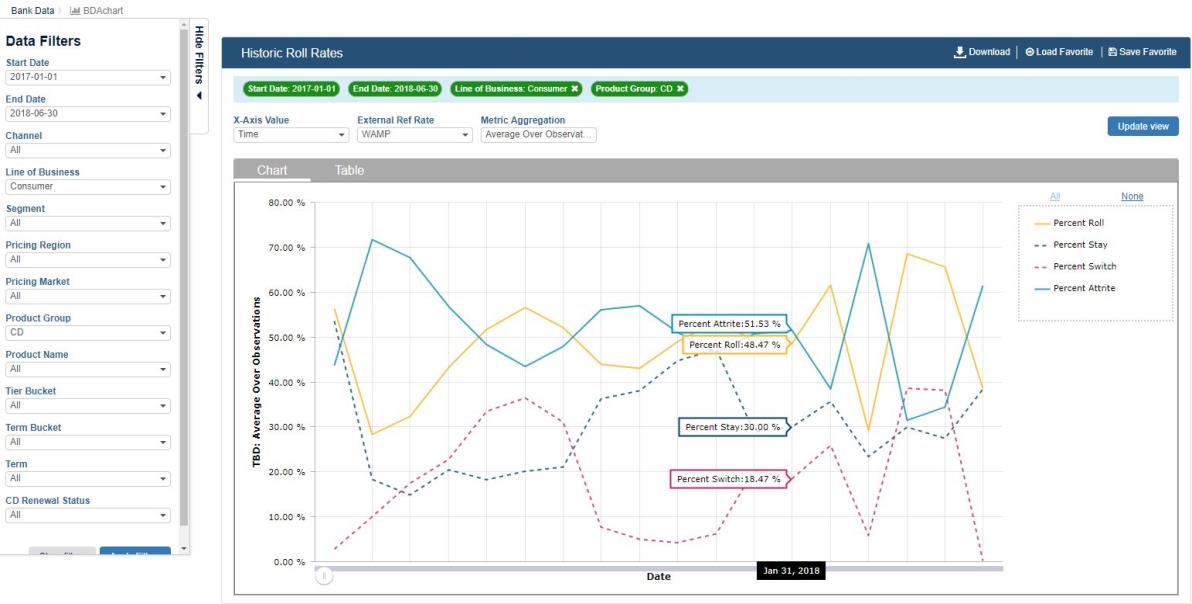 Bank Data
BDAchart
Data Filters
Start Date
2017-01-01
End Date
2018-06-30
Channel
All
Line of Business
Consumer
Segment
All
Pricing Region
All
Pricing Market
All
Product Group
CD
Product Name
All
Tier Bucket
All
Term Bucket
All
Term
All
CD Renewal Status
All
Hide Filters
Historic Roll Rates
Download
Load Favorite
Save Favorite
Start Date: 2017-01-01
End Date: 2018-06-30
Line of Business: Consumer ✖
Product Group: CD ✖
X-Axis Value
Time
External Ref Rate
WAMP
Metric Aggregation
Average Over Observat...
Update view
Chart
Table
TBD: Average Over Observations
80.00 %
70.00 %
60.00 %
50.00 %
40.00 %
30.00 %
20.00 %
10.00 %
0.00 %
Percent Attrite:51.53 %
Percent Roll:48.47 %
Percent Stay:30.00 %
Percent Switch:18.47 %
Jan 31, 2018
Date
All
None
Percent Roll
Percent Stay
Percent Switch
Percent Attrite